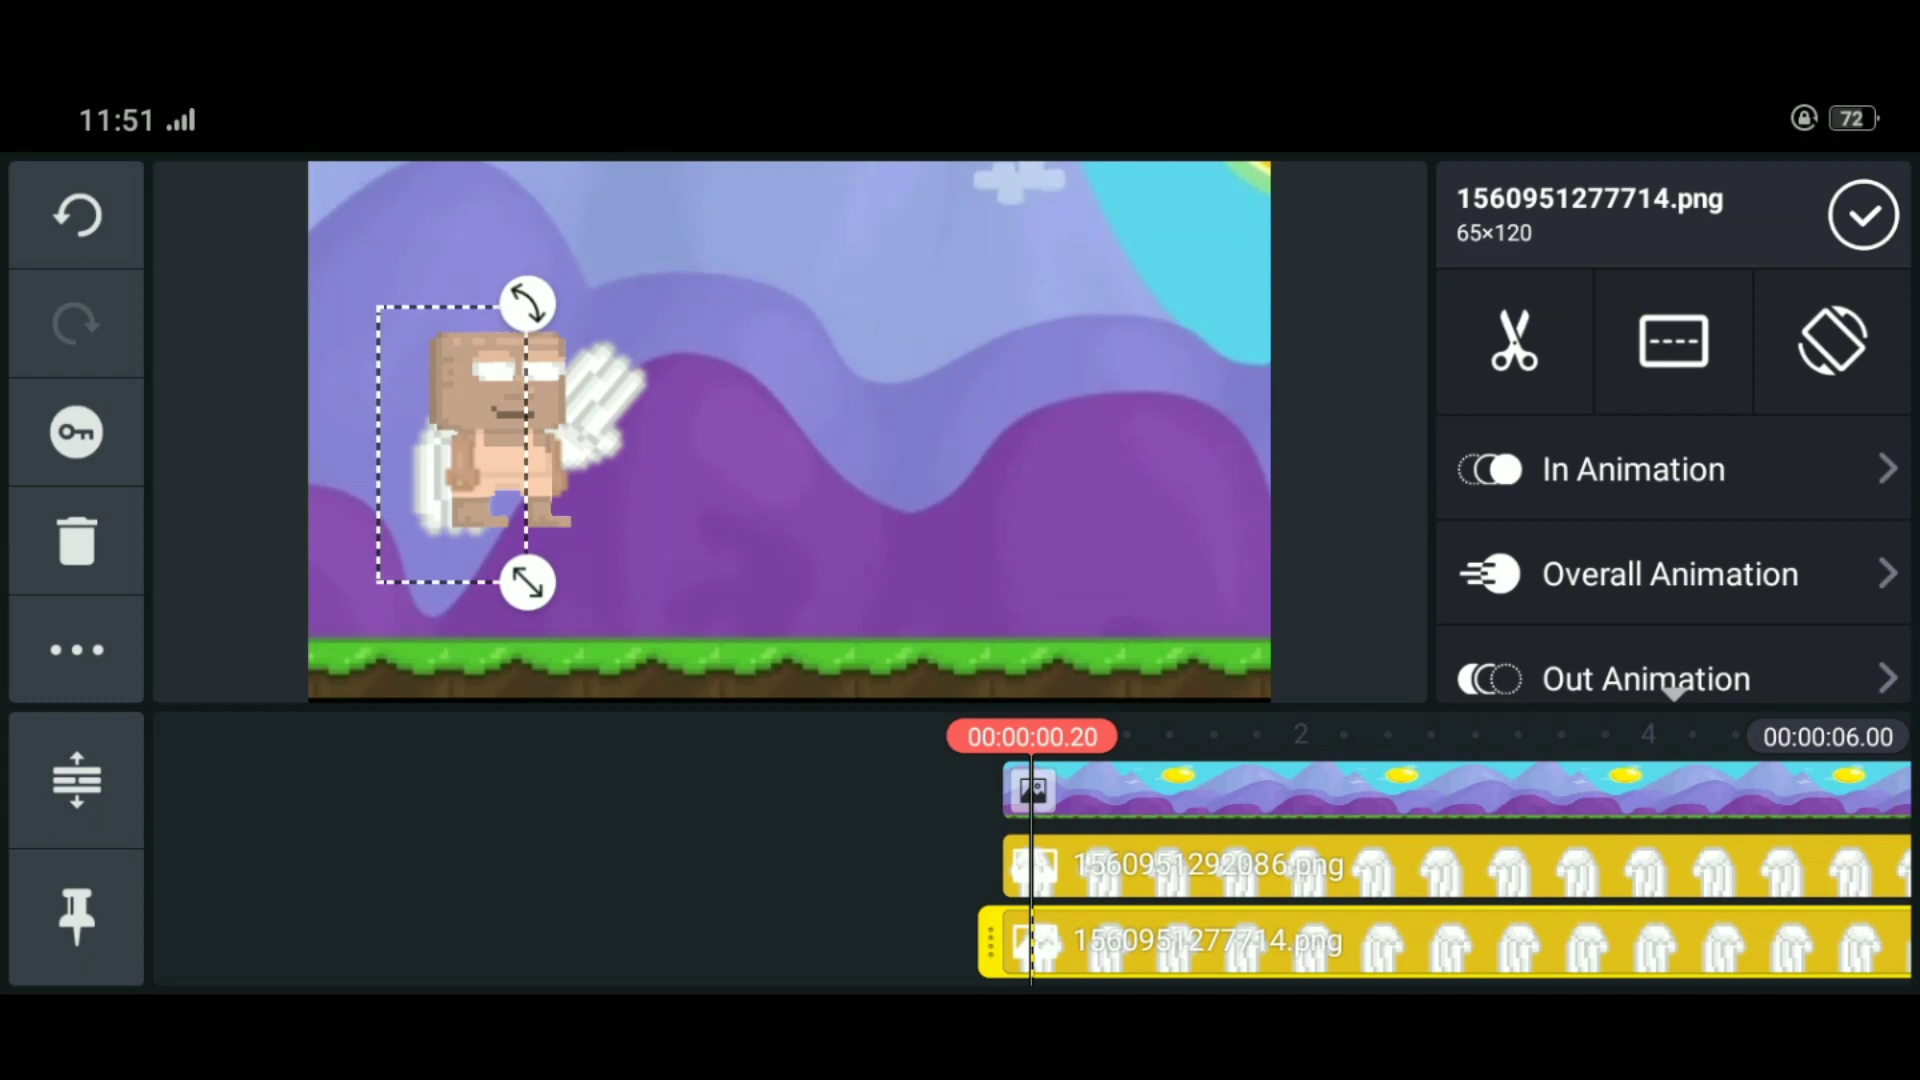 11:51
72
1560951277714.png
65×120
In Animation
Overall Animation
Out Animation
00:00:00.20
2
4
00:00:06.00
1560951292086.png
1560951277714.png